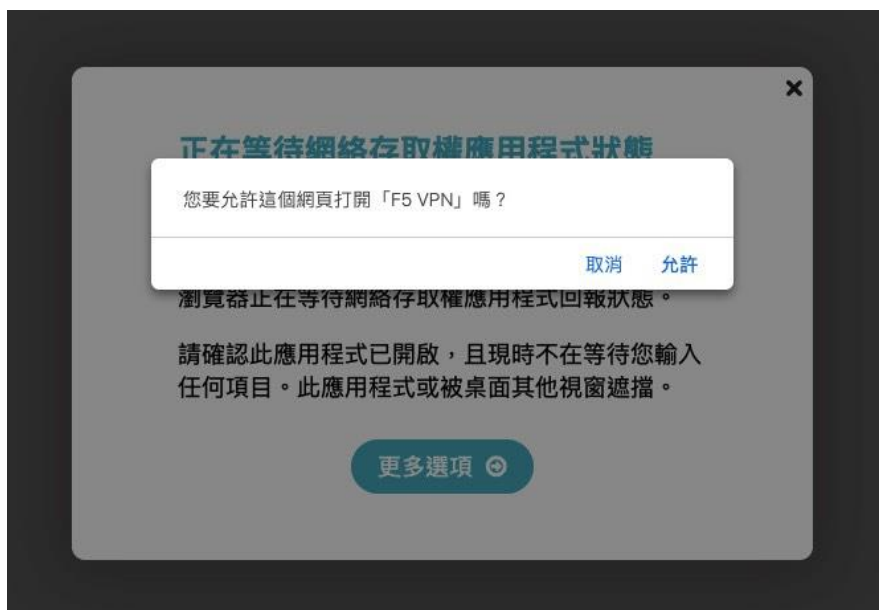 正在等待網絡存取權應用程式狀態
您要允許這個網頁打開「F5 VPN」嗎？
取消 允許
瀏覽器正在等待網絡存取權應用程式回報狀態。
請確認此應用程式已開啟，且現時不在等待您輸入
任何項目。此應用程式或被桌面其他視窗遮擋。
更多選項